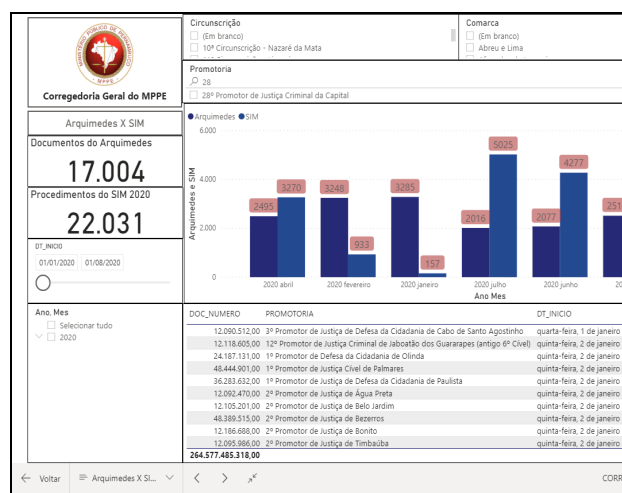 MINISTÉRIO PÚBLICO DE PERNAMBUCO
- MPPE -
Corregedoria Geral do MPPE
Circunscrição
(Em branco)
10ª Circunscrição - Nazaré da Mata
Comarca
(Em branco)
Abreu e Lima
Promotoria
28
28º Promotor de Justiça Criminal da Capital
Arquimedes X SIM
Documentos do Arquimedes
17.004
Procedimentos do SIM 2020
22.031
DT_INICIO
01/01/2020 01/08/2020
Ano, Mes
Selecionar tudo
2020
Arquimedes SIM
6.000
4.000
2.000
0
Arquimedes e SIM
2495 3270 3248 933 3285 157 2016 5025 2077 4277 251
2020 abril 2020 fevereiro 2020 janeiro 2020 julho 2020 junho 20
Ano Mes
DOC_NUMERO PROMOTORIA DT_INICIO
12.090.512,00 3º Promotor de Justiça de Defesa da Cidadania de Cabo de Santo Agostinho quarta-feira, 1 de janeiro
12.118.605,00 12º Promotor de Justiça Criminal de Jaboatão dos Guararapes (antigo 6º Cível) quinta-feira, 2 de janeiro
24.187.131,00 1º Promotor de Defesa da Cidadania de Olinda quinta-feira, 2 de janeiro
48.444.901,00 1º Promotor de Justiça Cível de Palmares quinta-feira, 2 de janeiro
36.283.632,00 1º Promotor de Justiça de Defesa da Cidadania de Paulista quinta-feira, 2 de janeiro
12.092.470,00 2º Promotor de Justiça de Água Preta quinta-feira, 2 de janeiro
12.105.201,00 2º Promotor de Justiça de Belo Jardim quinta-feira, 2 de janeiro
48.389.515,00 2º Promotor de Justiça de Bezerros quinta-feira, 2 de janeiro
12.186.688,00 2º Promotor de Justiça de Bonito quinta-feira, 2 de janeiro
12.095.986,00 2º Promotor de Justiça de Timbaúba quinta-feira, 2 de janeiro
264.577.485.318,00
Voltar Arquimedes X SI... CORR